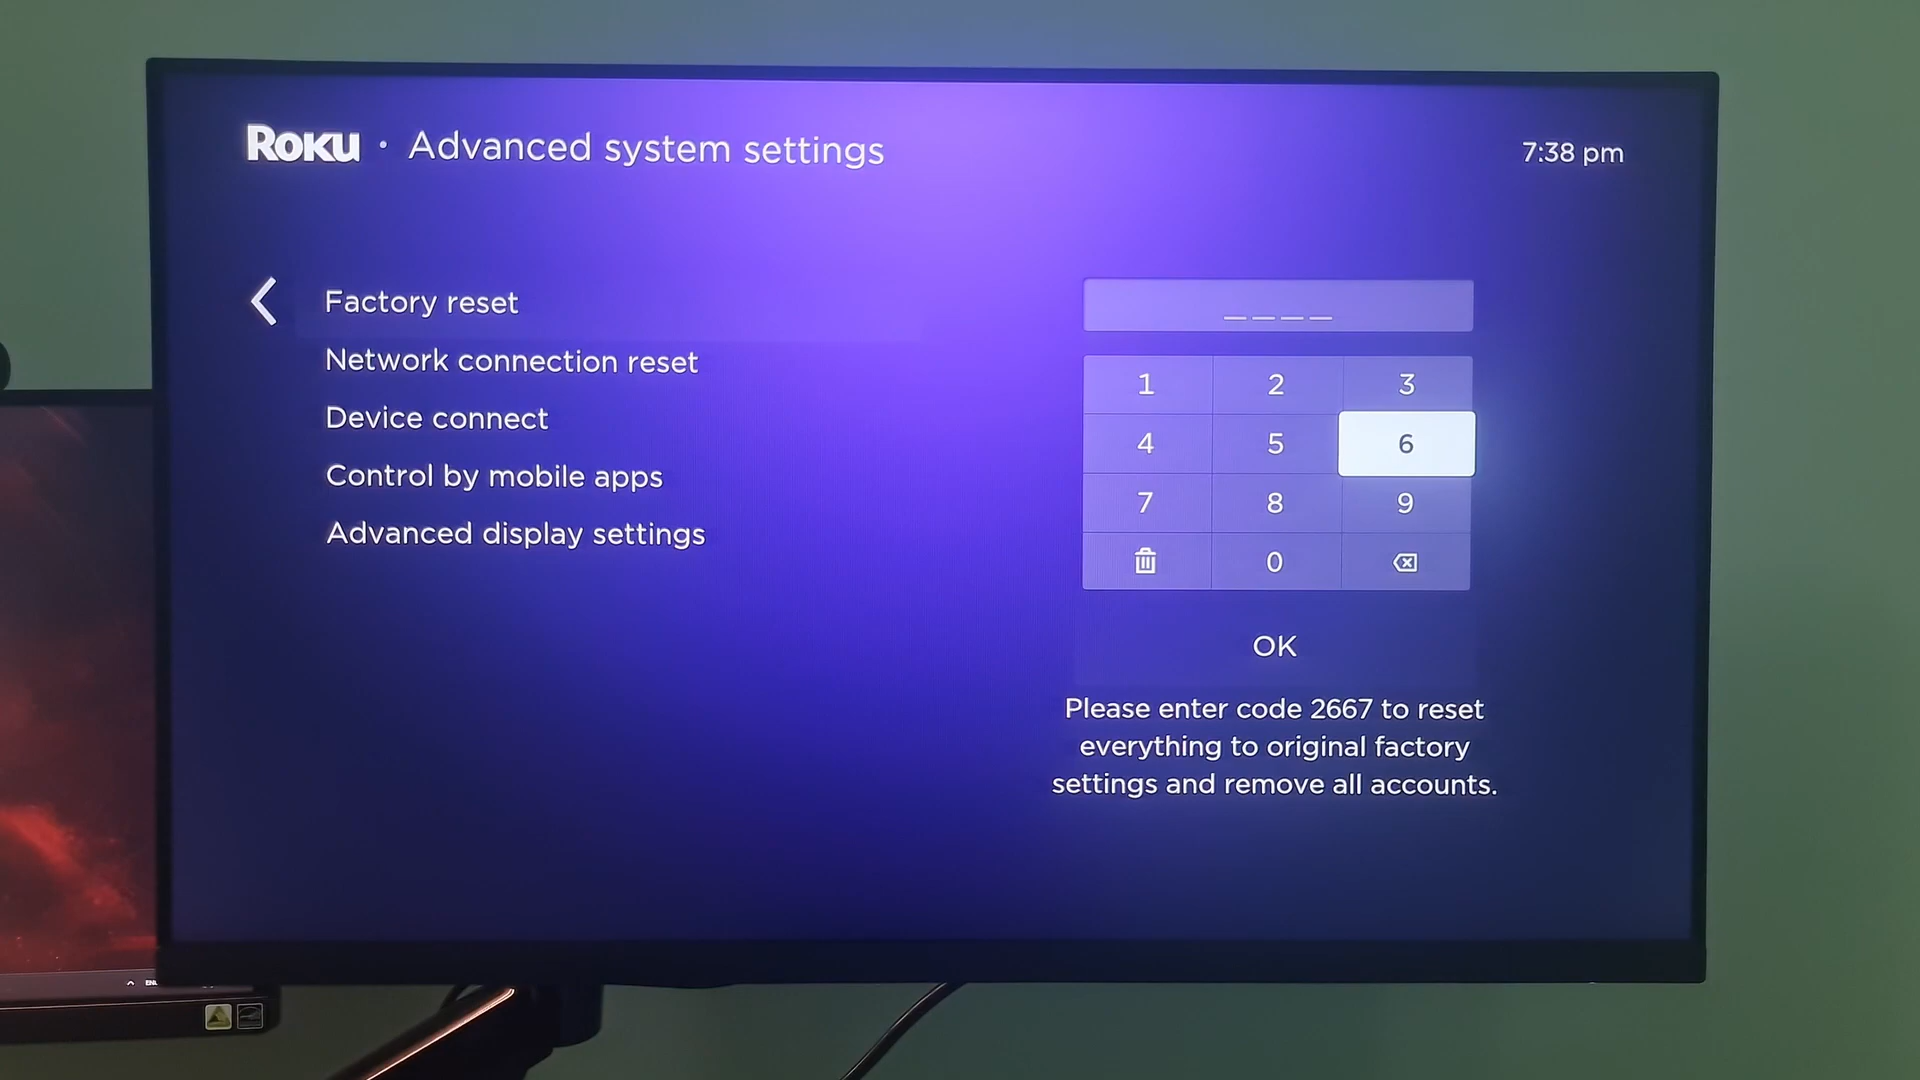 Roku · Advanced system settings
7:38 pm
Factory reset
Network connection reset
Device connect
Control by mobile apps
Advanced display settings
_ _ _ _
1 2 3
4 5 6
7 8 9
0
OK
Please enter code 2667 to reset
everything to original factory
settings and remove all accounts.